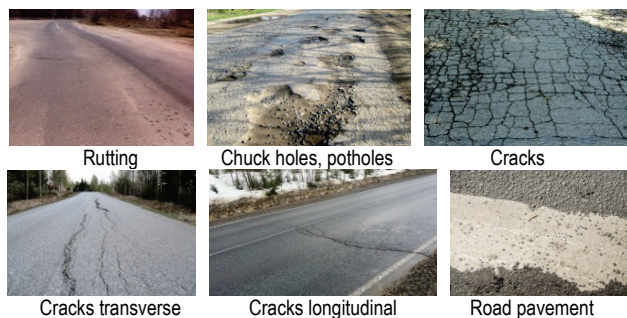 Rutting
Chuck holes, potholes
Cracks
Cracks transverse
Cracks longitudinal
Road pavement